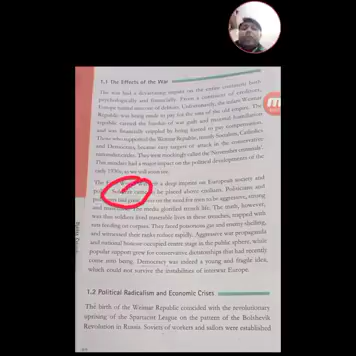 1.1 The Effects of the War
The war had a devastating impact on the entire continent both
psychologically and financially. From a continent of creditors,
Europe turned into one of debtors. Unfortunately, the infant Weimar
Republic was being made to pay for the sins of the old empire. The
republic carried the burden of war guilt and national humiliation
and was financially crippled by being forced to pay compensation.
Those who supported the Weimar Republic, mainly Socialists, Catholics
and Democrats, became easy targets of attack in the conservative
nationalist circles. They were mockingly called the 'November criminals'.
This mindset had a major impact on the political developments of the
early 1930s, as we will soon see.
The First a deep imprint on European society and
Soldiers came to be placed above civilians. Politicians and
laid great stress on the need for men to be aggressive, strong
and masculine. The media glorified trench life. The truth, however,
was that soldiers lived miserable lives in these trenches, trapped with
rats feeding on corpses. They faced poisonous gas and enemy shelling,
and witnessed their ranks reduce rapidly. Aggressive war propaganda
and national honour occupied centre stage in the public sphere, while
popular support grew for conservative dictatorships that had recently
come into being. Democracy was indeed a young and fragile idea,
which could not survive the instabilities of interwar Europe.
1.2 Political Radicalism and Economic Crises
The birth of the Weimar Republic coincided with the revolutionary
uprising of the Spartacist League on the pattern of the Bolshevik
Revolution in Russia. Soviets of workers and sailors were established